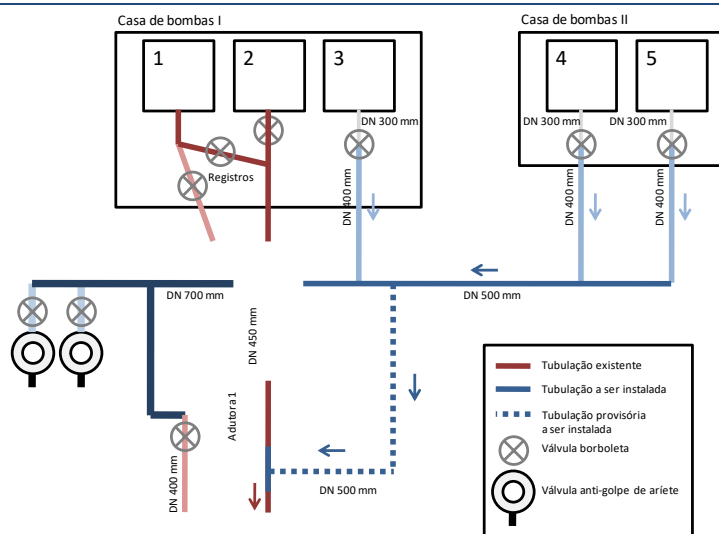 Casa de bombas I
Casa de bombas II
1
2
3
4
5
DN 300 mm
DN 300 mm
DN 300 mm
Registros
DN 400 mm
DN 400 mm
DN 400 mm
DN 700 mm
DN 500 mm
DN 450 mm
Adutora 1
DN 400 mm
DN 500 mm
Tubulação existente
Tubulação a ser instalada
Tubulação provisória
a ser instalada
Válvula borboleta
Válvula anti-golpe de aríete